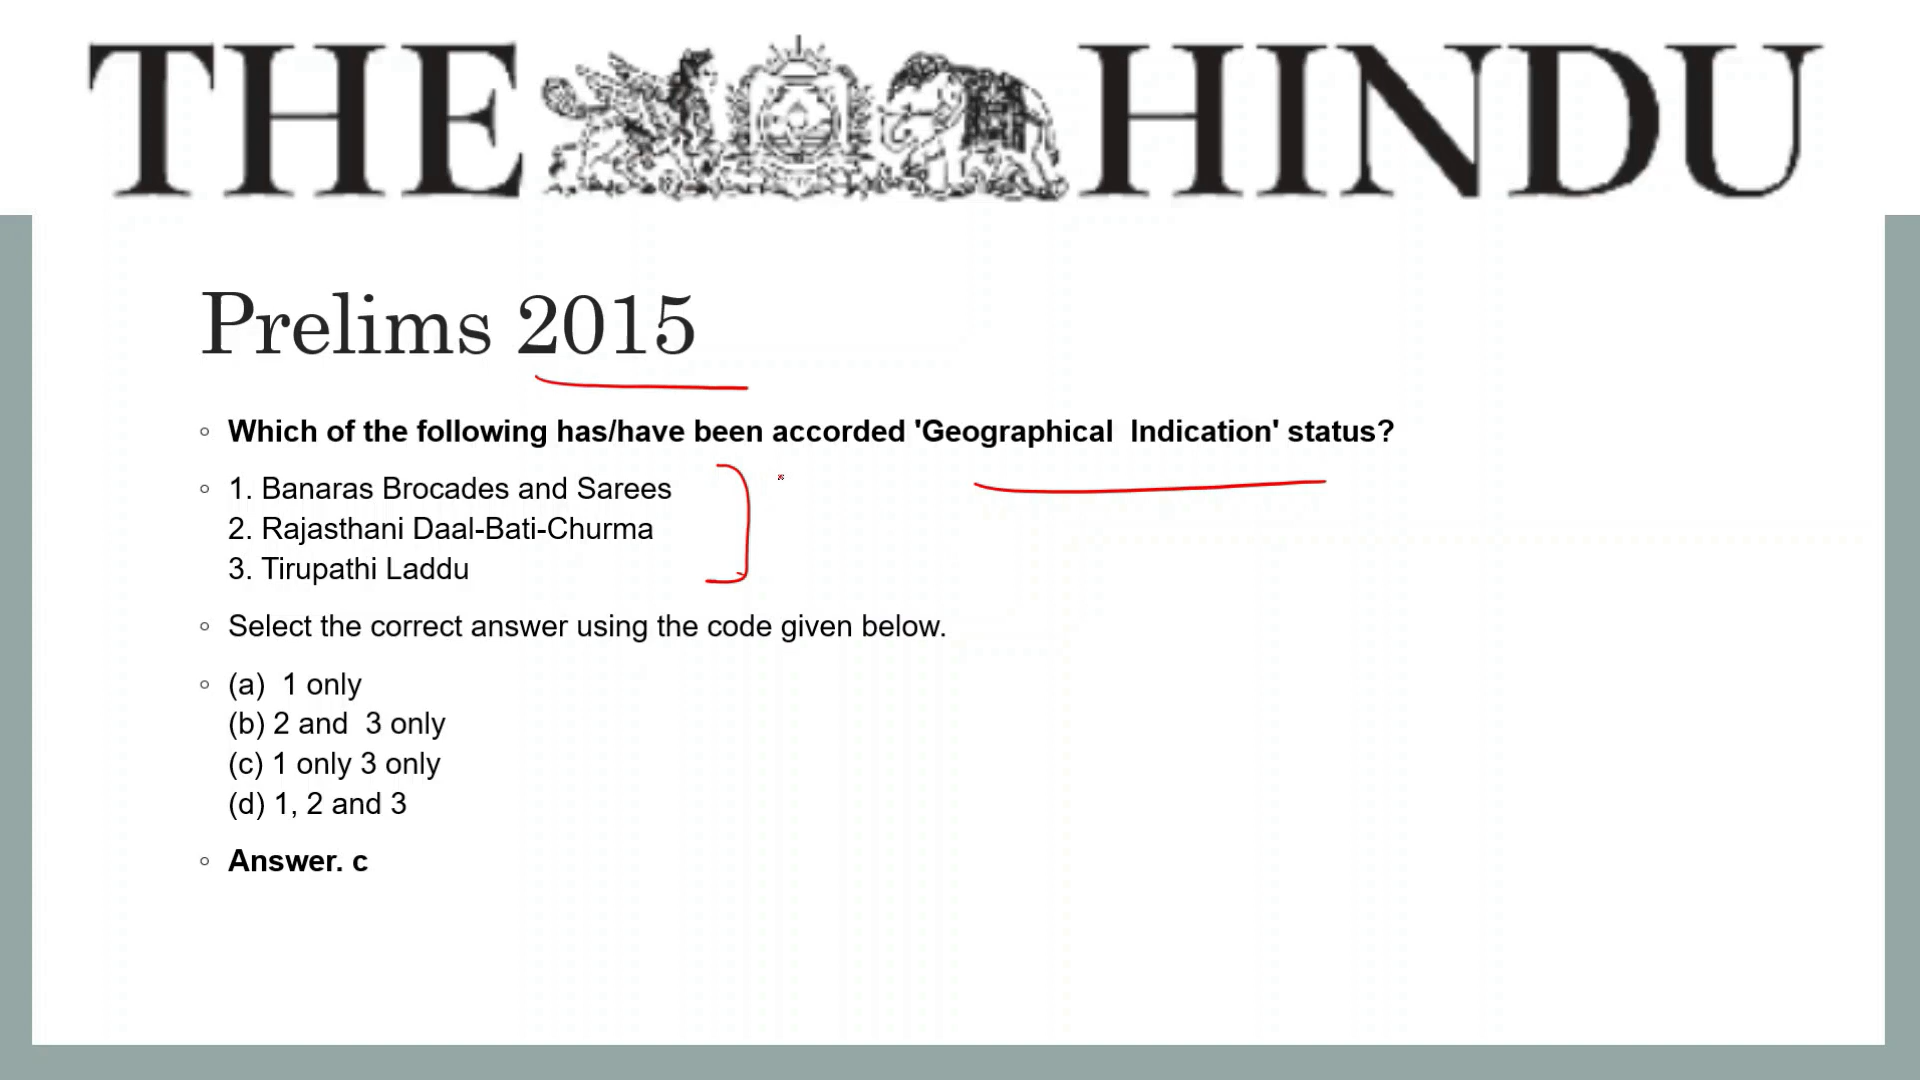 THE HINDU
Prelims 2015
Which of the following has/have been accorded 'Geographical Indication' status?
1. Banaras Brocades and Sarees
2. Rajasthani Daal-Bati-Churma
3. Tirupathi Laddu
Select the correct answer using the code given below.
(a) 1 only
(b) 2 and 3 only
(c) 1 only 3 only
(d) 1, 2 and 3
Answer. c